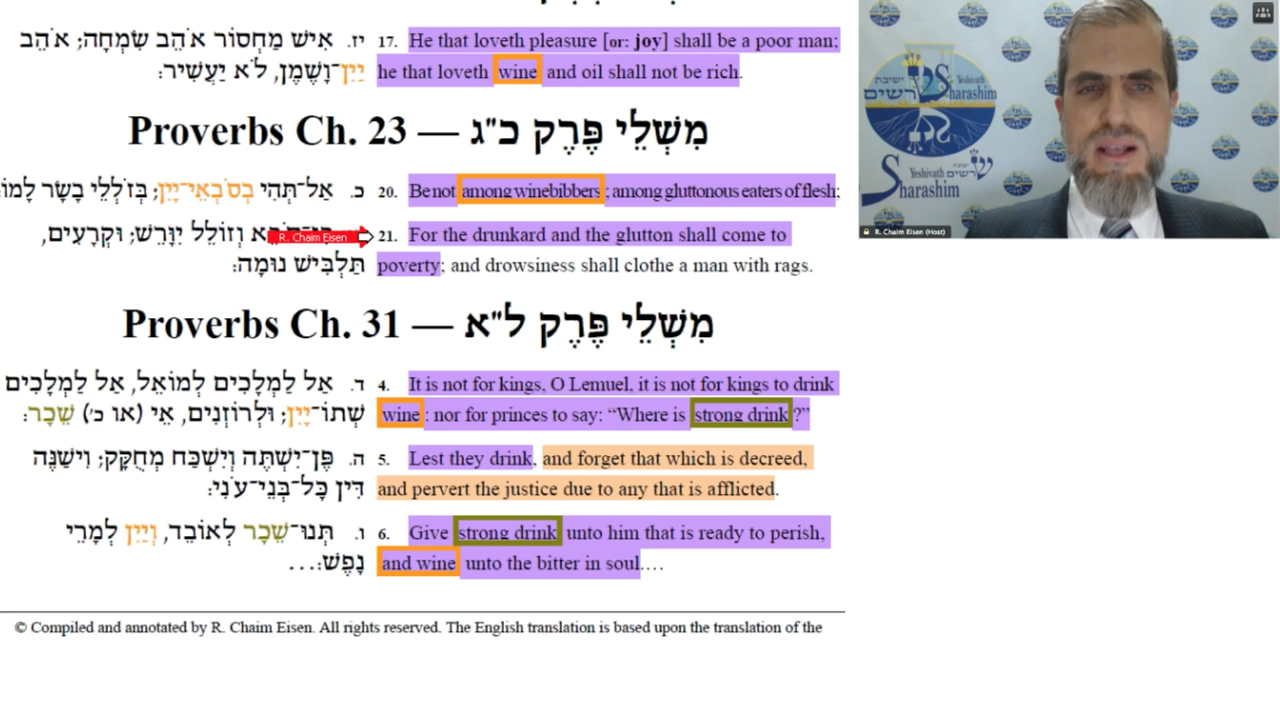 יז. אִישׁ מַחְסוֹר אֹהֵב שִׂמְחָה; אֹהֵב
יַיִן־וָשֶׁמֶן, לֹא יַעֲשִׁיר:
17. He that loveth pleasure [or: joy] shall be a poor man;
he that loveth wine and oil shall not be rich.
Proverbs Ch. 23 — מִשְׁלֵי פֶּרֶק כ"ג
כ. אַל־תְּהִי בְסֹבְאֵי־יָיִן; בְּזֹלֲלֵי בָשָׂר
20. Be not among winebibbers; among gluttonous eaters of flesh;
וְזוֹלֵל יִוָּרֵשׁ; וּקְרָעִים,
תַּלְבִּישׁ נוּמָה:
R. Chaim Eisen
21. For the drunkard and the glutton shall come to
poverty; and drowsiness shall clothe a man with rags.
Proverbs Ch. 31 — מִשְׁלֵי פֶּרֶק ל"א
ד. אַל לַמְלָכִים לְמוֹאֵל, אַל לַמְלָכִים
שְׁתוֹ־יָיִן; וּלְרוֹזְנִים, אֵי (או כ') שֵׁכָר:
4. It is not for kings, O Lemuel, it is not for kings to drink
wine: nor for princes to say: “Where is strong drink?”
ה. פֶּן־יִשְׁתֶּה וְיִשְׁכַּח מְחֻקָּק; וִישַׁנֶּה
דִּין כָּל־בְּנֵי־עֹנִי:
5. Lest they drink, and forget that which is decreed,
and pervert the justice due to any that is afflicted.
ו. תְּנוּ־שֵׁכָר לְאוֹבֵד, וְיַיִן לְמָרֵי
נָפֶשׁ:...
6. Give strong drink unto him that is ready to perish,
and wine unto the bitter in soul....
© Compiled and annotated by R. Chaim Eisen. All rights reserved. The English translation is based upon the translation of the
ישיבת
שרשים
Yeshivath
Sharashim
ישיבת שרשים
Yeshivath
Sharashim
R. Chaim Eisen (Host)